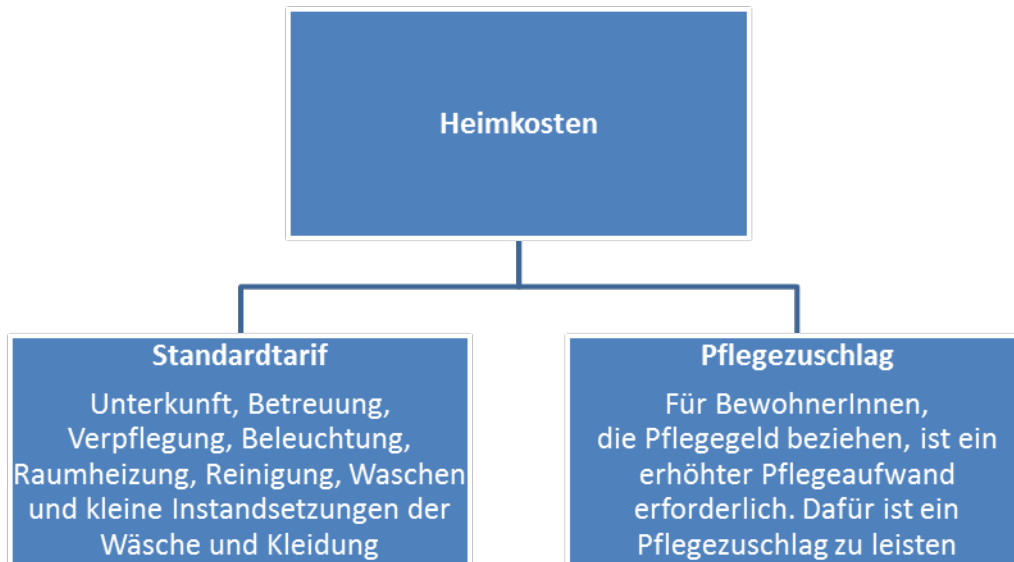 Heimkosten
Standardtarif
Unterkunft, Betreuung,
Verpflegung, Beleuchtung,
Raumheizung, Reinigung, Waschen
und kleine Instandsetzungen der
Wäsche und Kleidung
Pflegezuschlag
Für BewohnerInnen,
die Pflegegeld beziehen, ist ein
erhöhter Pflegeaufwand
erforderlich. Dafür ist ein
Pflegezuschlag zu leisten